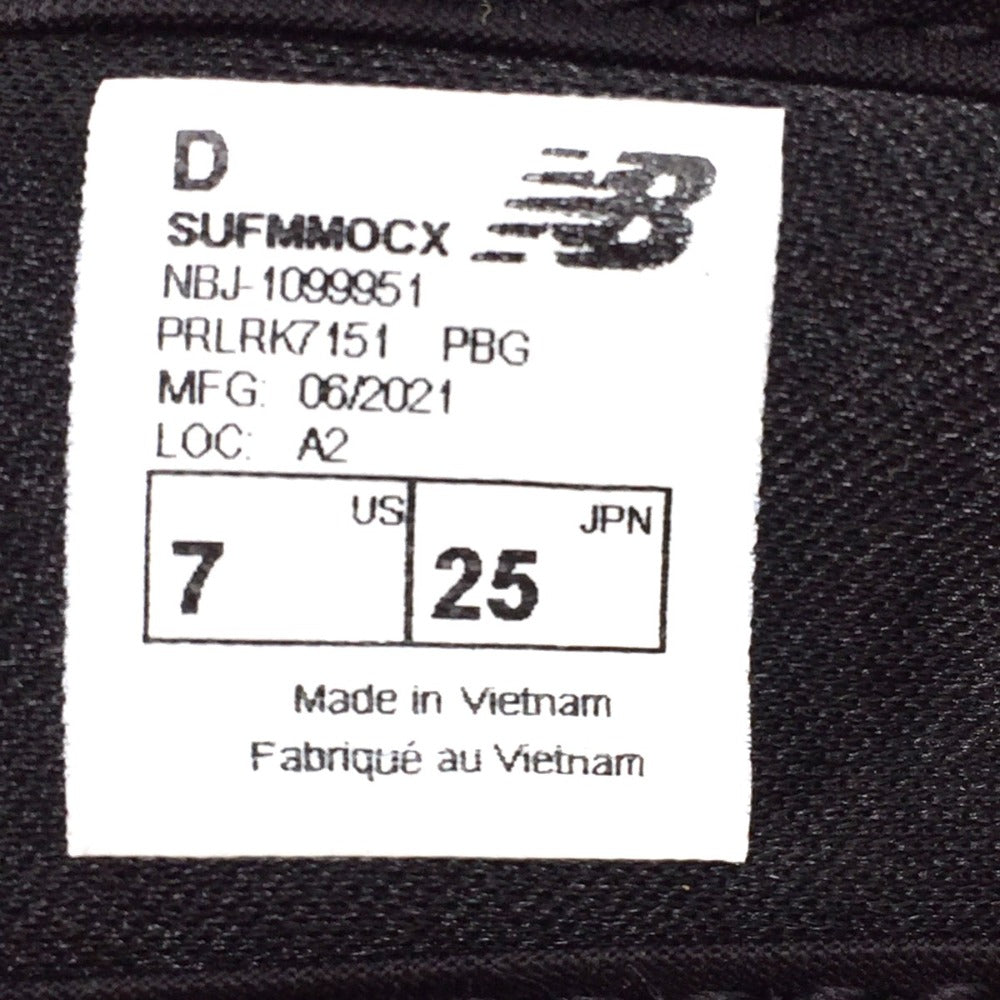 D
NB
SUFMMOCX
NBJ-1099951
PRLRK7151 PBG
MFG: 06/2021
LOC: A2
US JPN
7 25
Made in Vietnam
Fabriqué au Vietnam